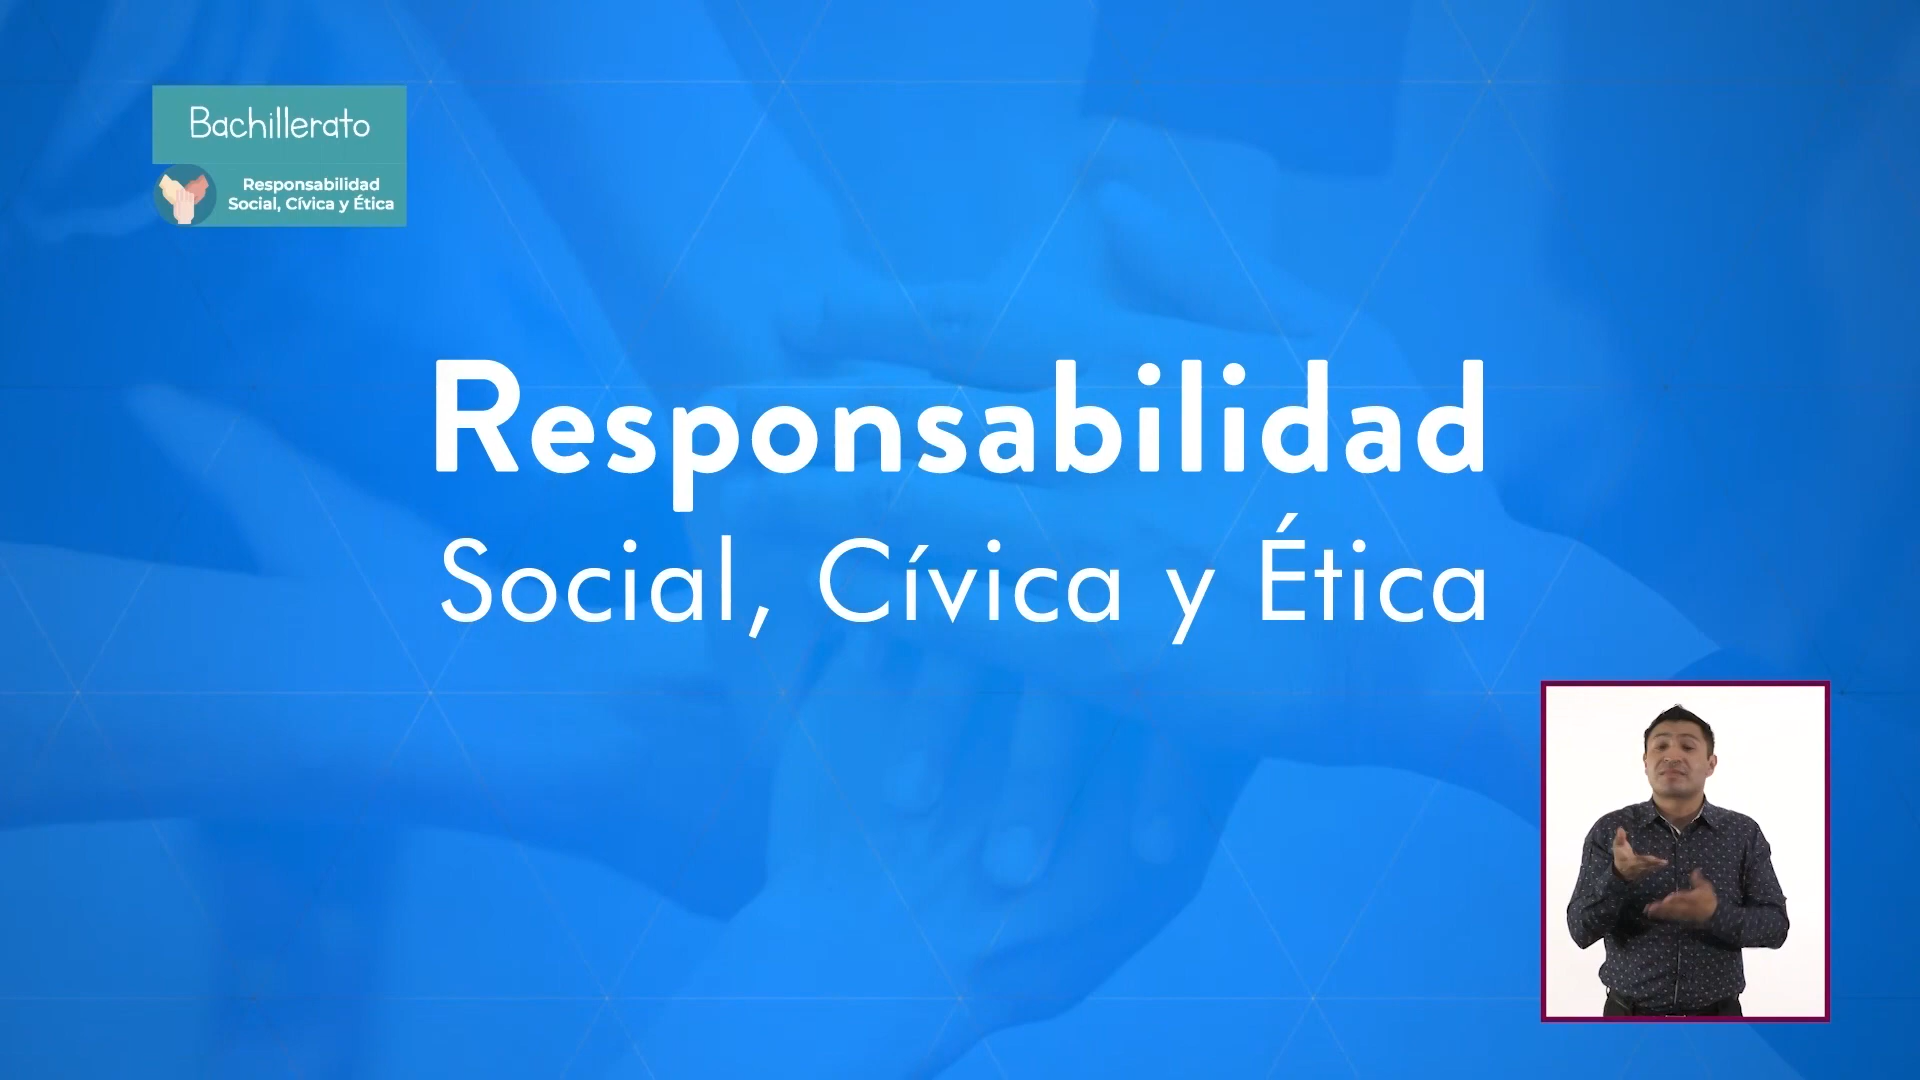 Bachillerato
Responsabilidad
Social, Cívica y Ética
Responsabilidad
Social, Cívica y Ética